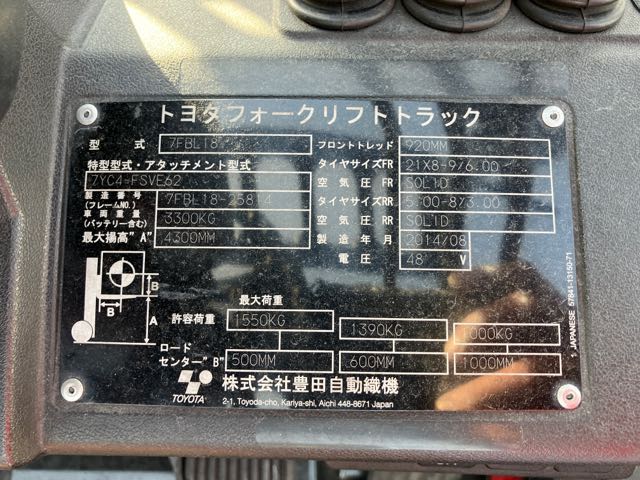 トヨタフォークリフトトラック
型式 7FBL18 フロントトレッド 920MM
特型型式・アタッチメント型式 タイヤサイズFR 21X8-9/6.00
7YC4-FSVE62 空気圧FR SOLID
製造番号(フレームNO.) 7FBL18-25814 タイヤサイズRR 5.00-8/3.00
車両重量(バッテリー含む) 3300KG 空気圧RR SOLID
最大揚高"A" 4300MM 製造年月 2014/08
電圧 48 V
B
B
A
最大荷重
許容荷重 1550KG 1390KG 1000KG
ロードセンター"B" 500MM 600MM 1000MM
TOYOTA 株式会社豊田自動織機
2-1, Toyoda-cho, Kariya-shi, Aichi 448-8671 Japan
JAPANESE 57841-13150-71